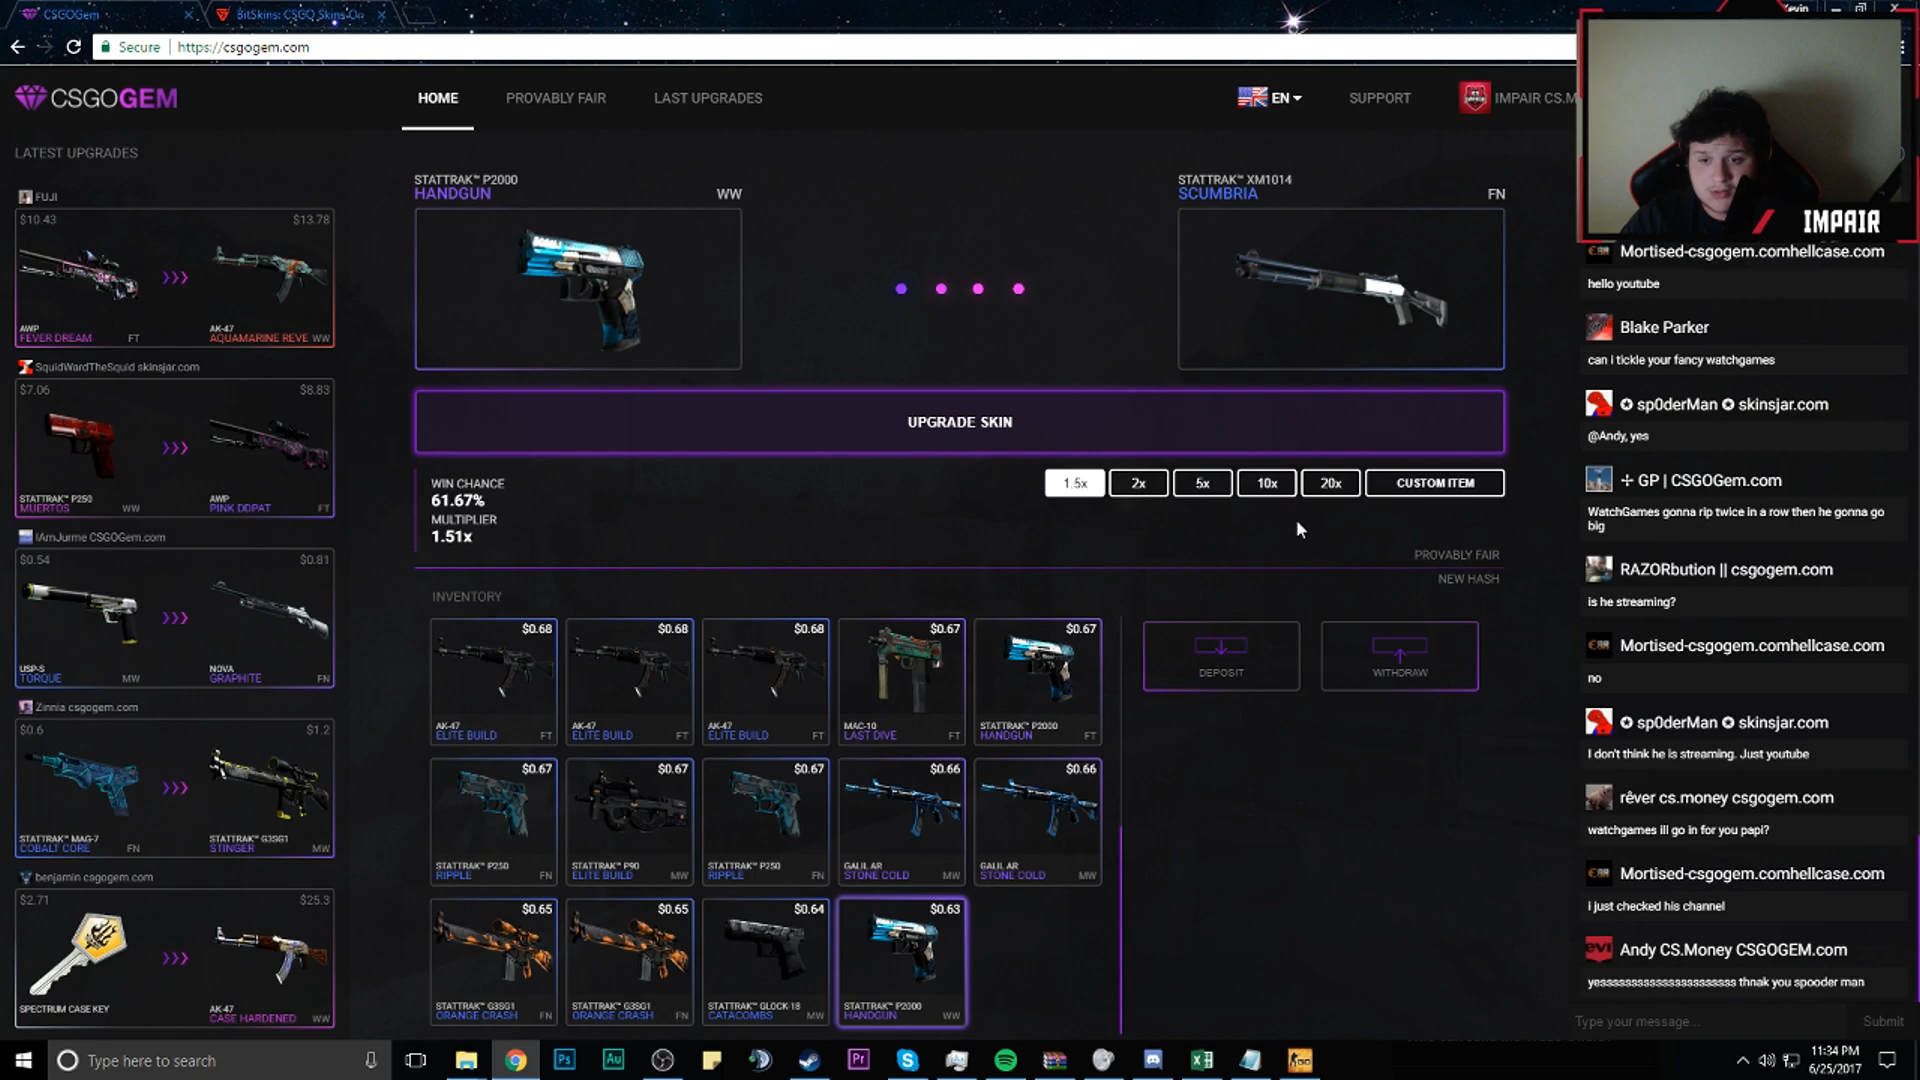 CSGOGem
BitSkins: CSGO Skins On
Secure
https://csgogem.com
CSGOGEM
HOME
PROVABLY FAIR
LAST UPGRADES
EN
SUPPORT
IMPAIR CS.M
IMPAIR
LATEST UPGRADES
FUJI
$10.43
$13.78
AWP
FEVER DREAM
FT
AK-47
AQUAMARINE REVE
WW
SquidWardTheSquid skinsjar.com
$7.06
$8.83
STATTRAK™ P250
MUERTOS
WW
AWP
PINK DDPAT
FT
IAmJurme CSGOGem.com
$0.54
$0.81
USP-S
TORQUE
MW
NOVA
GRAPHITE
FN
Zinnia csgogem.com
$0.6
$1.2
STATTRAK™ MAG-7
COBALT CORE
FN
STATTRAK™ G3SG1
STINGER
MW
benjamin csgogem.com
$2.71
$25.3
SPECTRUM CASE KEY
AK-47
CASE HARDENED
WW
STATTRAK™ P2000
HANDGUN
WW
STATTRAK™ XM1014
SCUMBRIA
FN
UPGRADE SKIN
WIN CHANCE
61.67%
MULTIPLIER
1.51x
1.5x
2x
5x
10x
20x
CUSTOM ITEM
PROVABLY FAIR
NEW HASH
INVENTORY
$0.68
AK-47
ELITE BUILD
FT
$0.68
AK-47
ELITE BUILD
FT
$0.68
AK-47
ELITE BUILD
FT
$0.67
MAC-10
LAST DIVE
FT
$0.67
STATTRAK™ P2000
HANDGUN
FT
$0.67
STATTRAK™ P250
RIPPLE
FN
$0.67
STATTRAK™ P90
ELITE BUILD
MW
$0.67
STATTRAK™ P250
RIPPLE
FN
$0.66
GALIL AR
STONE COLD
MW
$0.66
GALIL AR
STONE COLD
MW
$0.65
STATTRAK™ G3SG1
ORANGE CRASH
FN
$0.65
STATTRAK™ G3SG1
ORANGE CRASH
FN
$0.64
STATTRAK™ GLOCK-18
CATACOMBS
MW
$0.63
STATTRAK™ P2000
HANDGUN
WW
DEPOSIT
WITHDRAW
Mortised-csgogem.comhellcase.com
hello youtube
Blake Parker
can i tickle your fancy watchgames
✪ sp0derMan ✪ skinsjar.com
@Andy, yes
✢ GP | CSGOGem.com
WatchGames gonna rip twice in a row then he gonna go
big
RAZORbution || csgogem.com
is he streaming?
Mortised-csgogem.comhellcase.com
no
✪ sp0derMan ✪ skinsjar.com
I don't think he is streaming. Just youtube
rêver cs.money csgogem.com
watchgames ill go in for you papi?
Mortised-csgogem.comhellcase.com
i just checked his channel
Andy CS.Money CSGOGEM.com
yesssssssssssssssssssssss thnak you spooder man
Type your message...
Submit
Type here to search
11:34 PM
6/25/2017